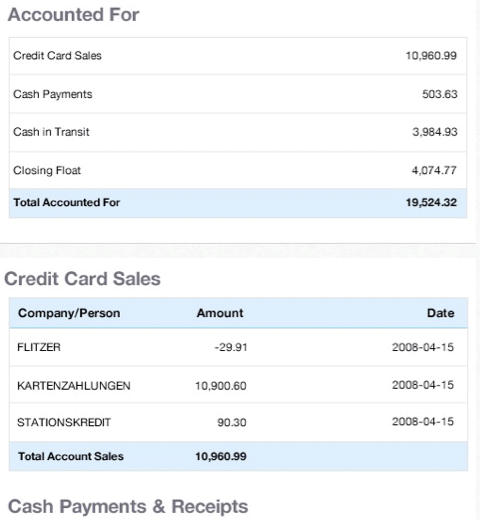 Accounted For
Credit Card Sales 10,960.99
Cash Payments 503.63
Cash in Transit 3,984.93
Closing Float 4,074.77
Total Accounted For 19,524.32
Credit Card Sales
Company/Person Amount Date
FLITZER -29.91 2008-04-15
KARTENZAHLUNGEN 10,900.60 2008-04-15
STATIONSKREDIT 90.30 2008-04-15
Total Account Sales 10,960.99
Cash Payments & Receipts